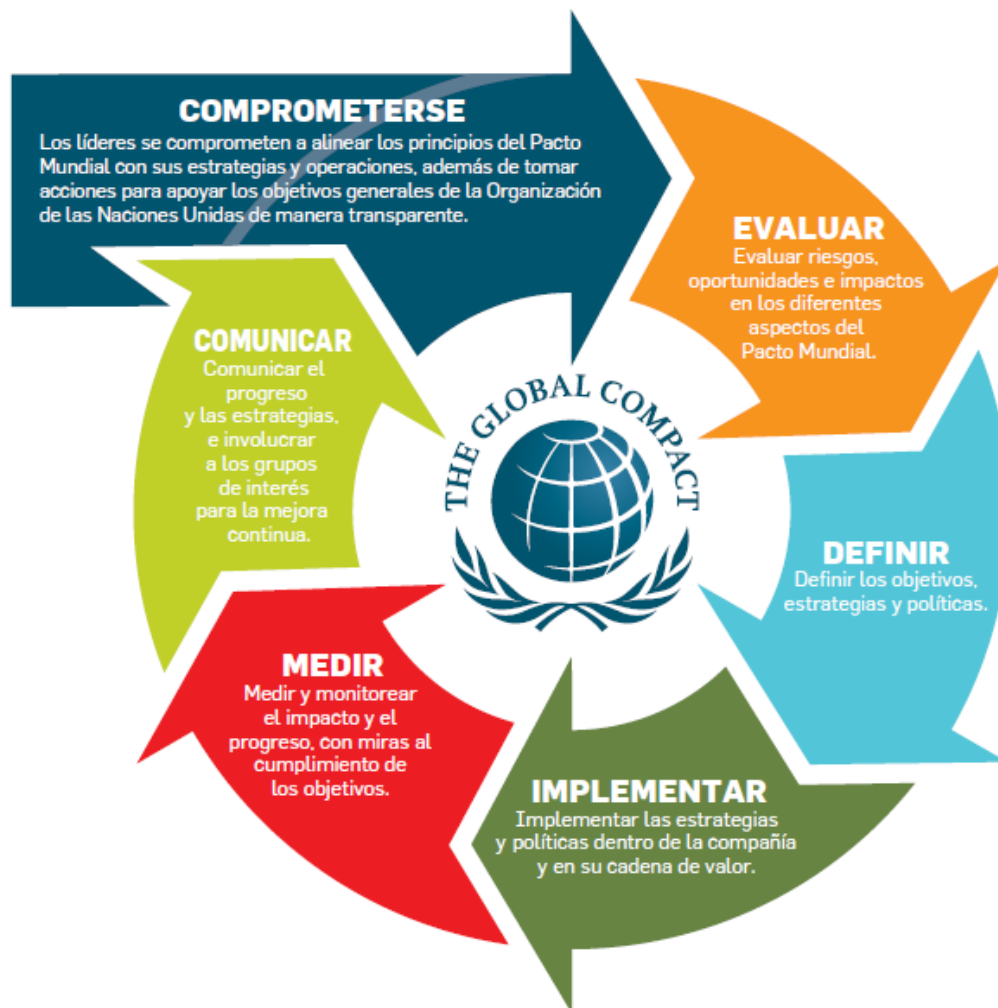 COMPROMETERSE
Los líderes se comprometen a alinear los principios del Pacto
Mundial con sus estrategias y operaciones, además de tomar
acciones para apoyar los objetivos generales de la Organización
de las Naciones Unidas de manera transparente.
EVALUAR
Evaluar riesgos,
oportunidades e impactos
en los diferentes
aspectos del
Pacto Mundial.
DEFINIR
Definir los objetivos,
estrategias y políticas.
IMPLEMENTAR
Implementar las estrategias
y políticas dentro de la compañía
y en su cadena de valor.
MEDIR
Medir y monitorear
el impacto y el
progreso, con miras al
cumplimiento de
los objetivos.
COMUNICAR
Comunicar el
progreso
y las estrategias,
e involucrar
a los grupos
de interés
para la mejora
continua.
THE GLOBAL COMPACT